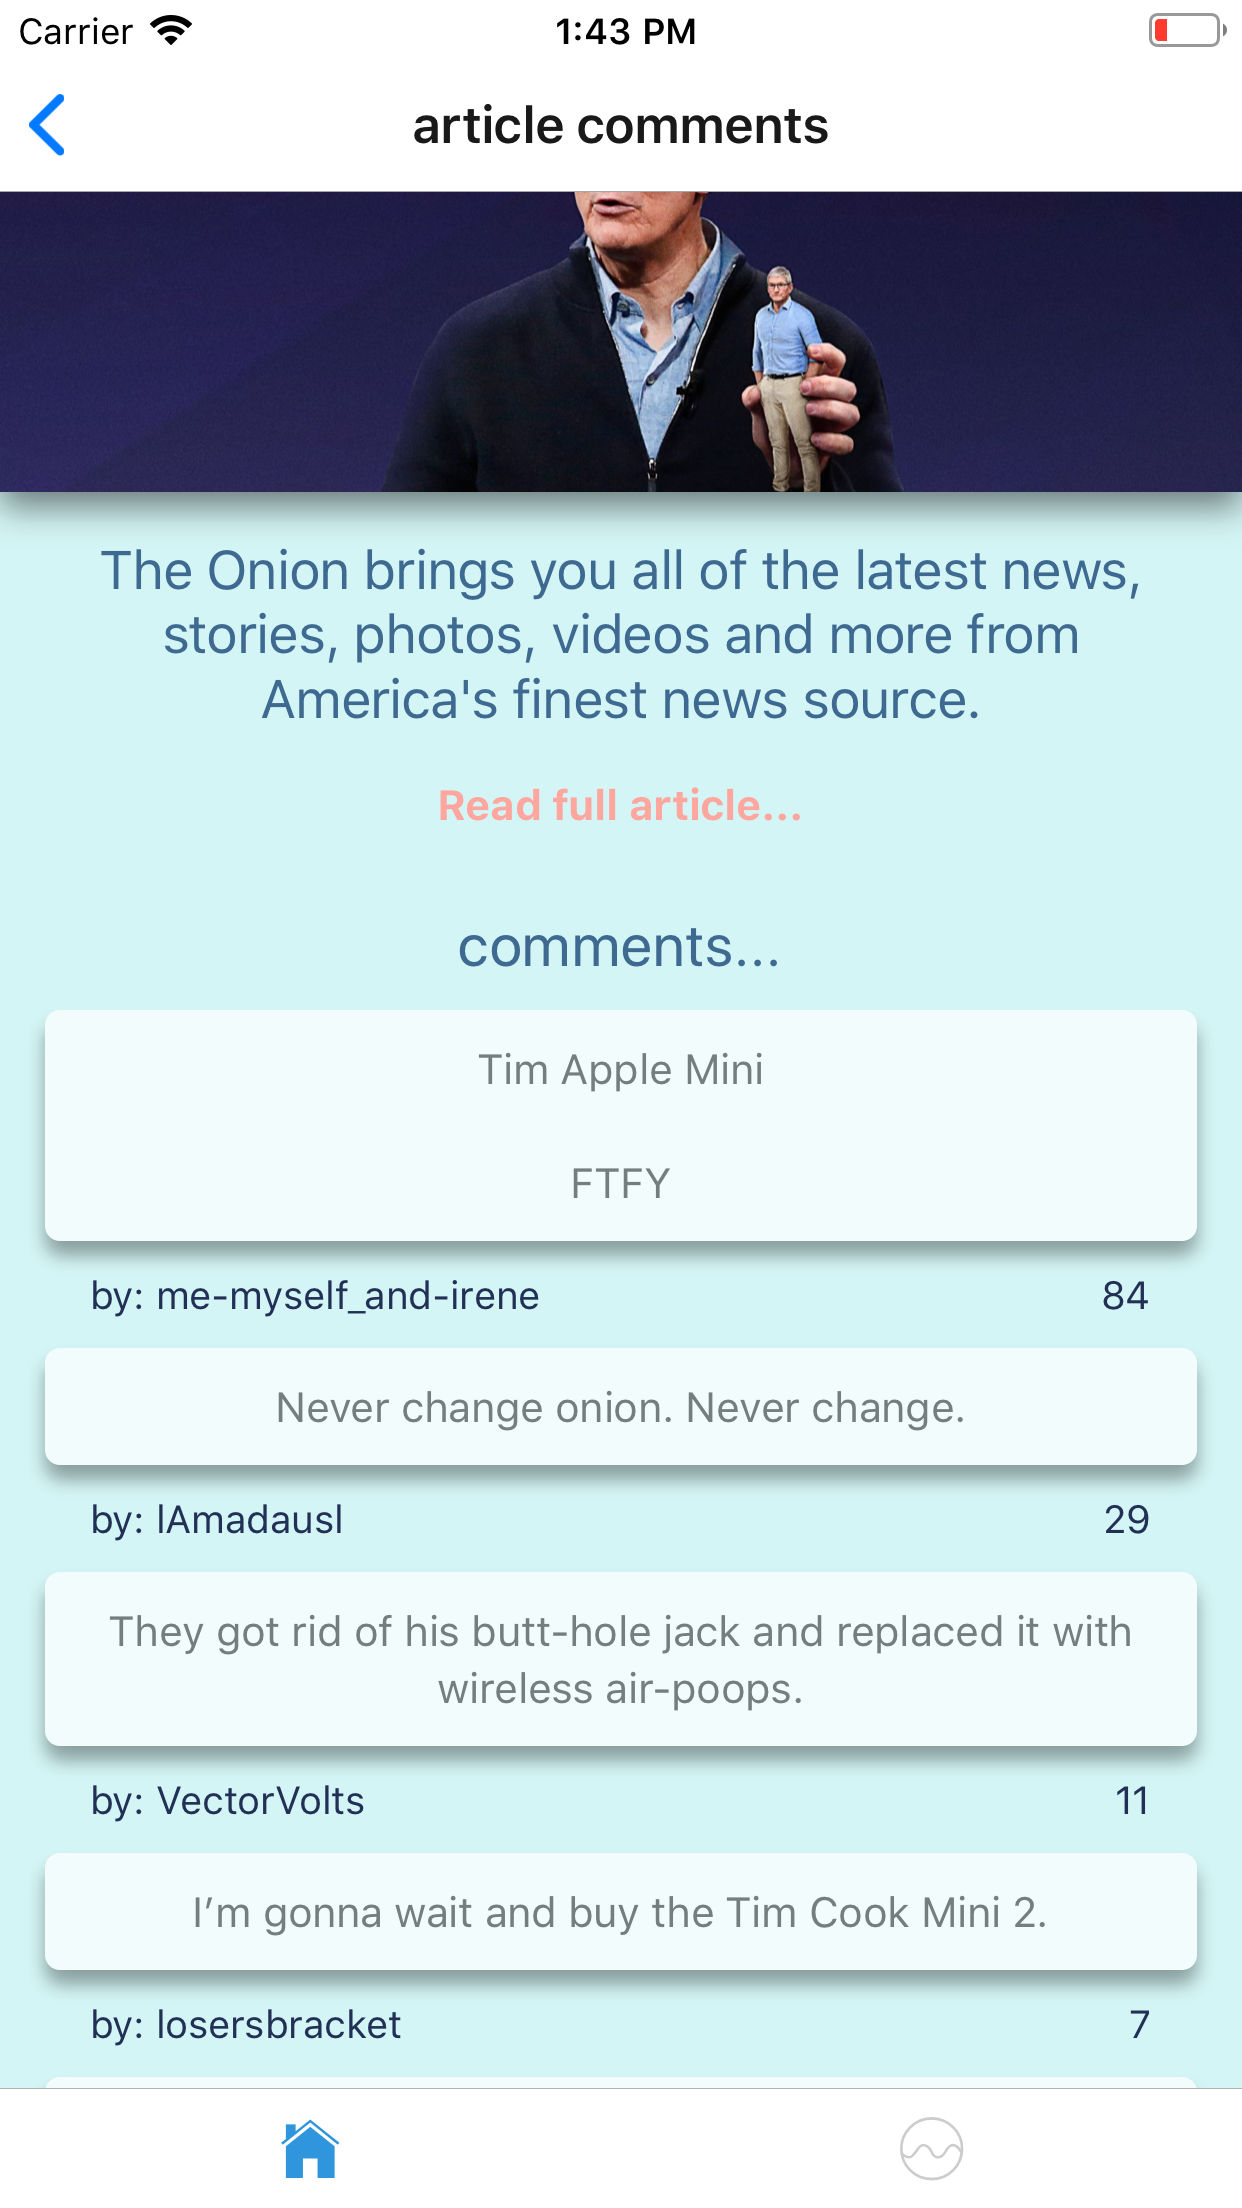 Carrier
1:43 PM
article comments
The Onion brings you all of the latest news,
stories, photos, videos and more from
America's finest news source.
Read full article...
comments...
Tim Apple Mini
FTFY
by: me-myself_and-irene
84
Never change onion. Never change.
by: lAmadausl
29
They got rid of his butt-hole jack and replaced it with
wireless air-poops.
by: VectorVolts
11
I’m gonna wait and buy the Tim Cook Mini 2.
by: losersbracket
7